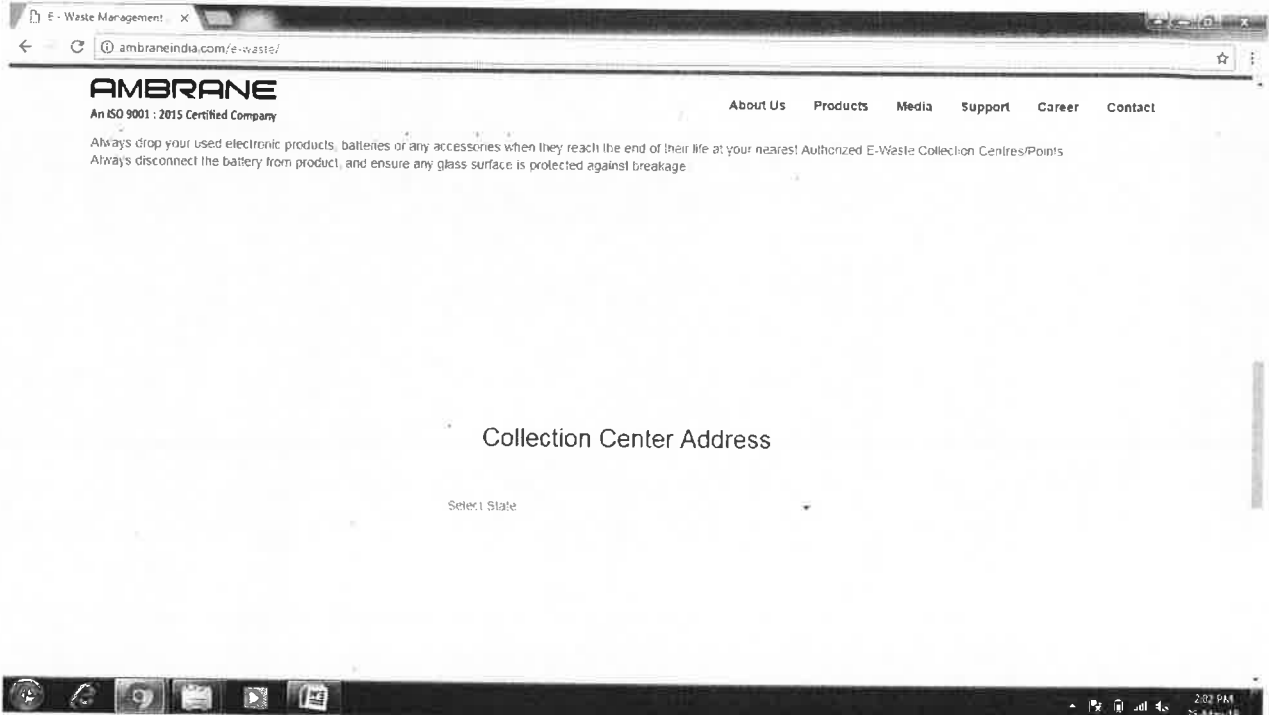 E - Waste Management
ambraneindia.com/e-waste/
AMBRANE
An ISO 9001 : 2015 Certified Company
About Us Products Media Support Career Contact
Always drop your used electronic products, batteries or any accessories when they reach the end of their life at your nearest Authorized E-Waste Collection Centres/Points
Always disconnect the battery from product, and ensure any glass surface is protected against breakage
Collection Center Address
Select State
2:02 PM